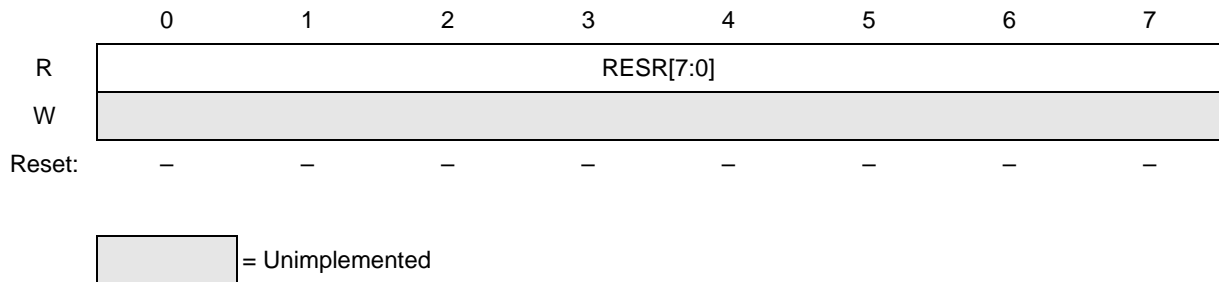 0 1 2 3 4 5 6 7
R RESR[7:0]
W
Reset: – – – – – – – –
= Unimplemented